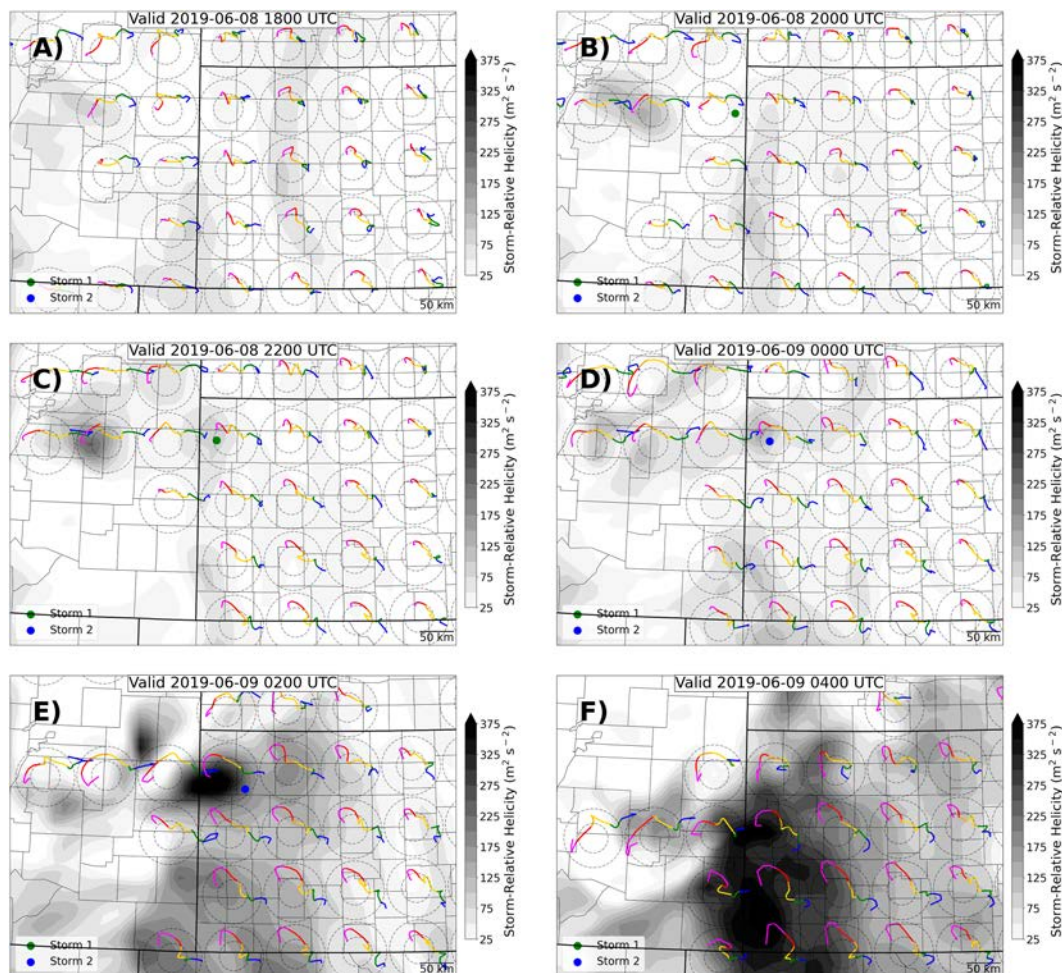 A)
Valid 2019-06-08 1800 UTC
375
325
275
225
175
125
75
25
Storm-Relative Helicity (m² s⁻²)
Storm 1
Storm 2
50 km
B)
Valid 2019-06-08 2000 UTC
375
325
275
225
175
125
75
25
Storm-Relative Helicity (m² s⁻²)
Storm 1
Storm 2
50 km
C)
Valid 2019-06-08 2200 UTC
375
325
275
225
175
125
75
25
Storm-Relative Helicity (m² s⁻²)
Storm 1
Storm 2
50 km
D)
Valid 2019-06-09 0000 UTC
375
325
275
225
175
125
75
25
Storm-Relative Helicity (m² s⁻²)
Storm 1
Storm 2
50 km
E)
Valid 2019-06-09 0200 UTC
375
325
275
225
175
125
75
25
Storm-Relative Helicity (m² s⁻²)
Storm 1
Storm 2
50 km
F)
Valid 2019-06-09 0400 UTC
375
325
275
225
175
125
75
25
Storm-Relative Helicity (m² s⁻²)
Storm 1
Storm 2
50 km